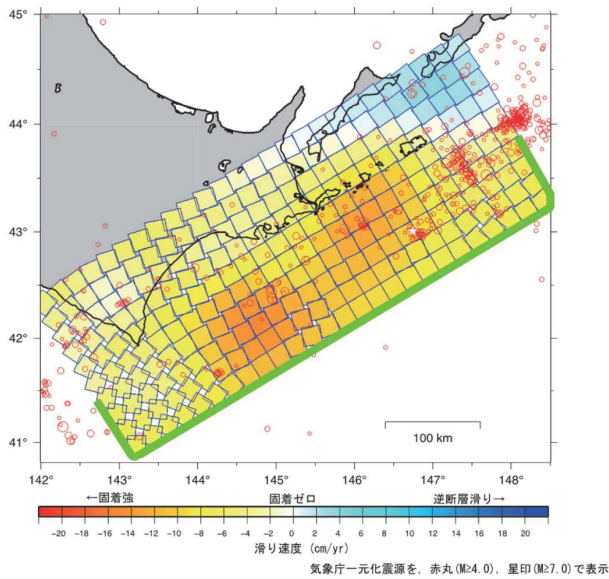 45°
44°
43°
42°
41°
100 km
142° 143° 144° 145° 146° 147° 148°
←固着強 固着ゼロ 逆断層滑り→
-20 -18 -16 -14 -12 -10 -8 -6 -4 -2 0 2 4 6 8 10 12 14 16 18 20
滑り速度 (cm/yr)
気象庁一元化震源を，赤丸(M≥4.0)，星印(M≥7.0)で表示